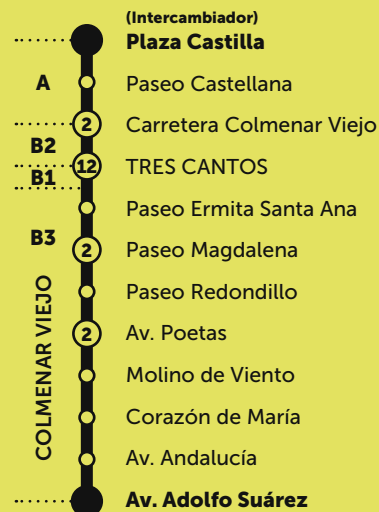 (Intercambiador)
Plaza Castilla
A
Paseo Castellana
2
Carretera Colmenar Viejo
B2
12
TRES CANTOS
B1
Paseo Ermita Santa Ana
B3
2
Paseo Magdalena
Paseo Redondillo
2
Av. Poetas
Molino de Viento
COLMENAR VIEJO
Corazón de María
Av. Andalucía
Av. Adolfo Suárez